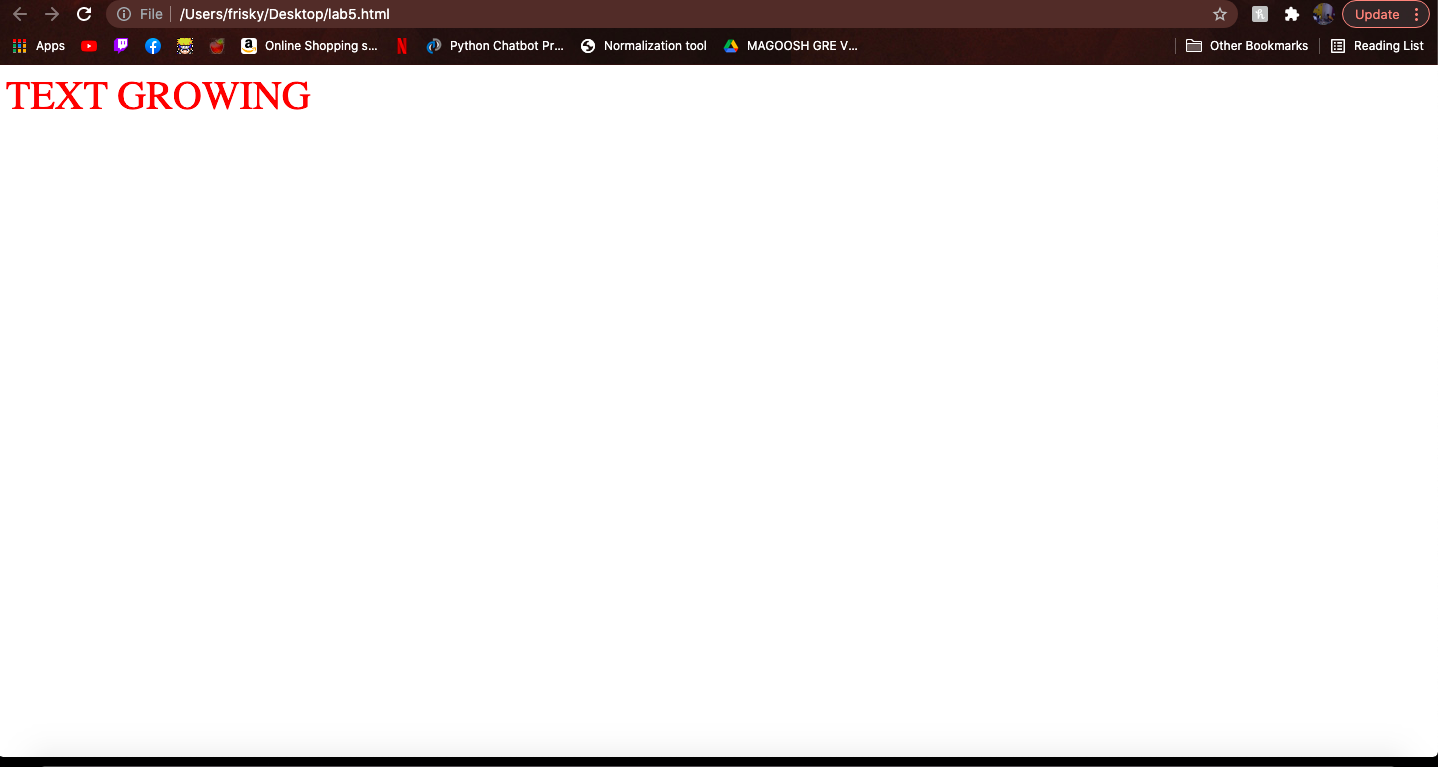 File /Users/frisky/Desktop/lab5.html Update
Apps Online Shopping s... Python Chatbot Pr... Normalization tool MAGOOSH GRE V... Other Bookmarks Reading List
TEXT GROWING